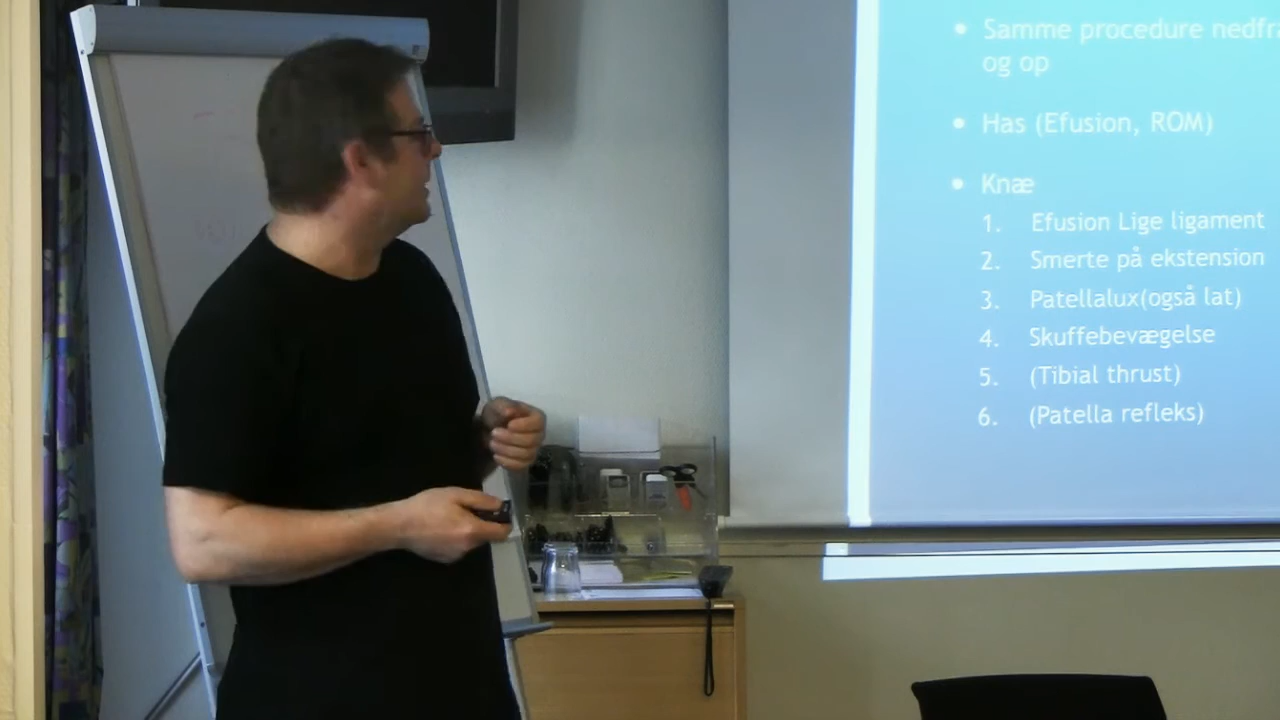 • Samme procedure nedfra
og op
• Has (Efusion, ROM)
• Knæ
1. Efusion Lige ligament
2. Smerte på ekstension
3. Patellalux(også lat)
4. Skuffebevægelse
5. (Tibial thrust)
6. (Patella refleks)